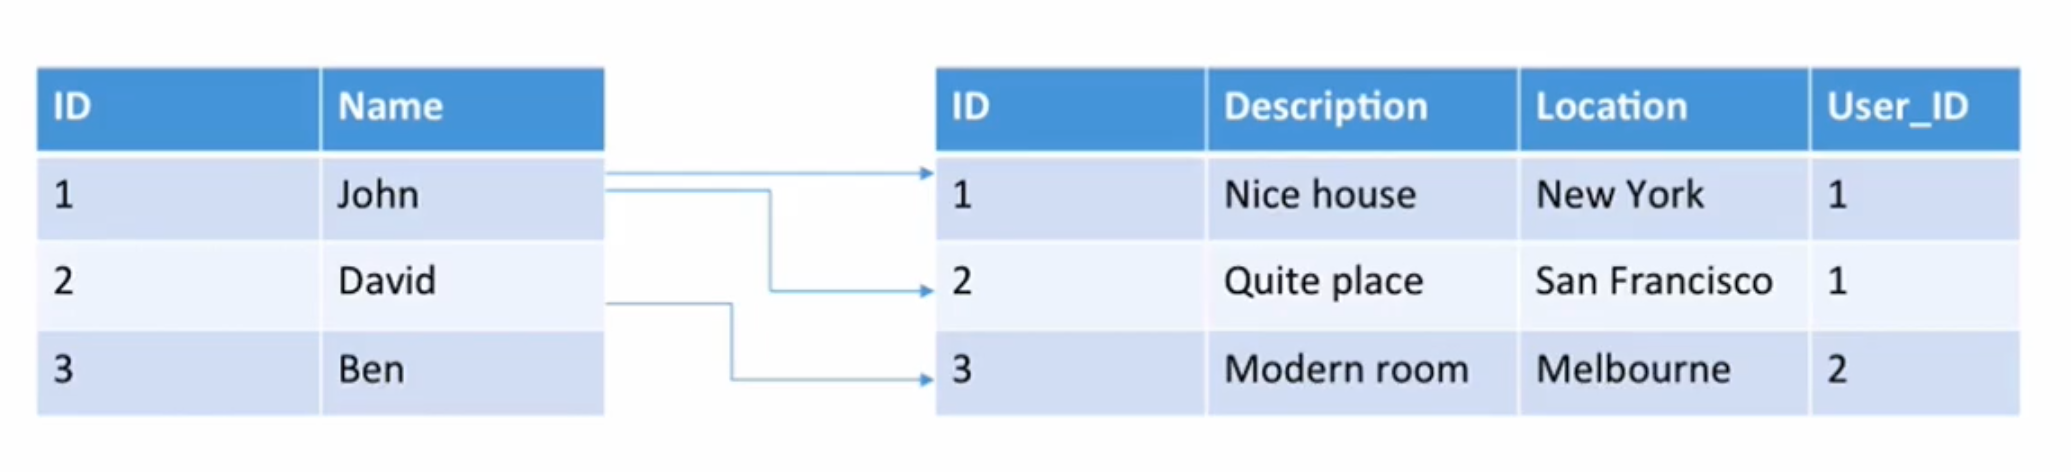 ID Name
1 John
2 David
3 Ben
ID Description Location User_ID
1 Nice house New York 1
2 Quite place San Francisco 1
3 Modern room Melbourne 2